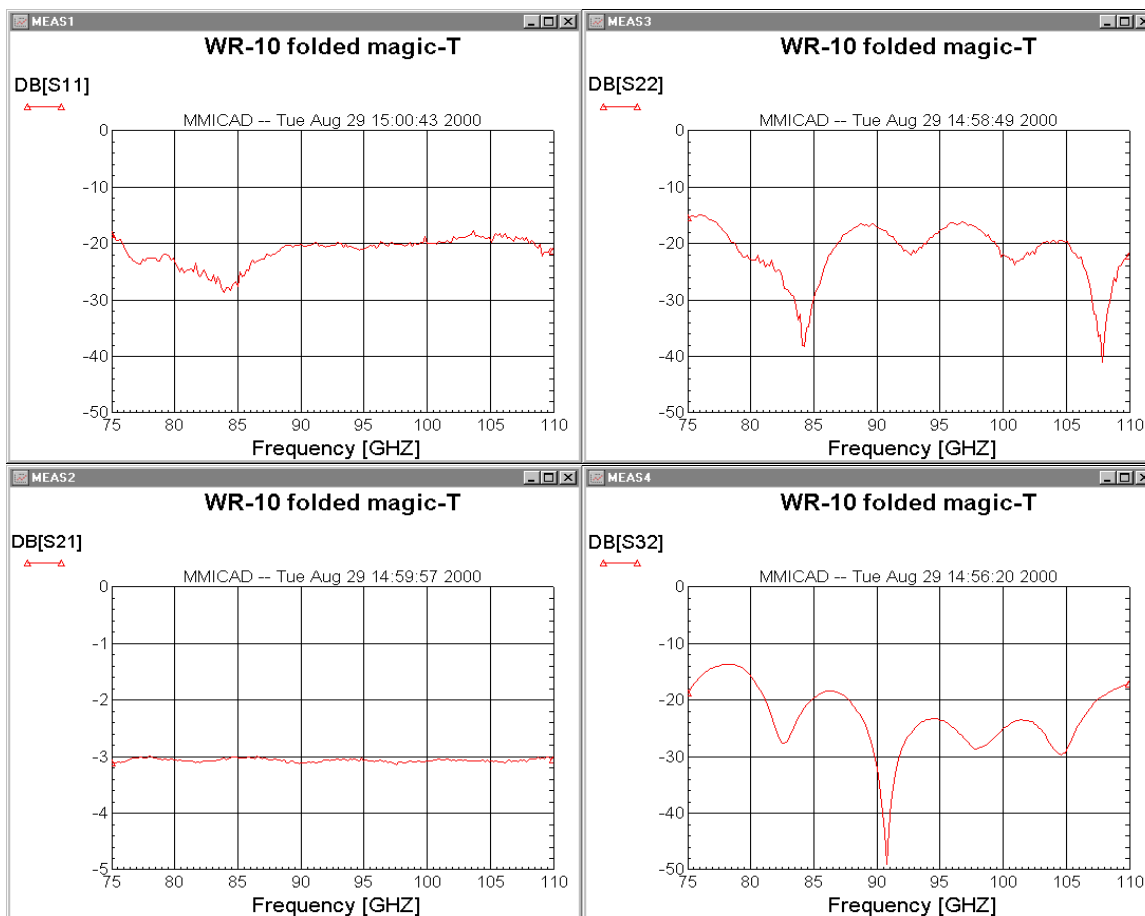 MEAS1
WR-10 folded magic-T
DB[S11]
MMICAD -- Tue Aug 29 15:00:43 2000
0
-10
-20
-30
-40
-50
75 80 85 90 95 100 105 110
Frequency [GHZ]
MEAS3
WR-10 folded magic-T
DB[S22]
MMICAD -- Tue Aug 29 14:58:49 2000
0
-10
-20
-30
-40
-50
75 80 85 90 95 100 105 110
Frequency [GHZ]
MEAS2
WR-10 folded magic-T
DB[S21]
MMICAD -- Tue Aug 29 14:59:57 2000
0
-1
-2
-3
-4
-5
75 80 85 90 95 100 105 110
Frequency [GHZ]
MEAS4
WR-10 folded magic-T
DB[S32]
MMICAD -- Tue Aug 29 14:56:20 2000
0
-10
-20
-30
-40
-50
75 80 85 90 95 100 105 110
Frequency [GHZ]